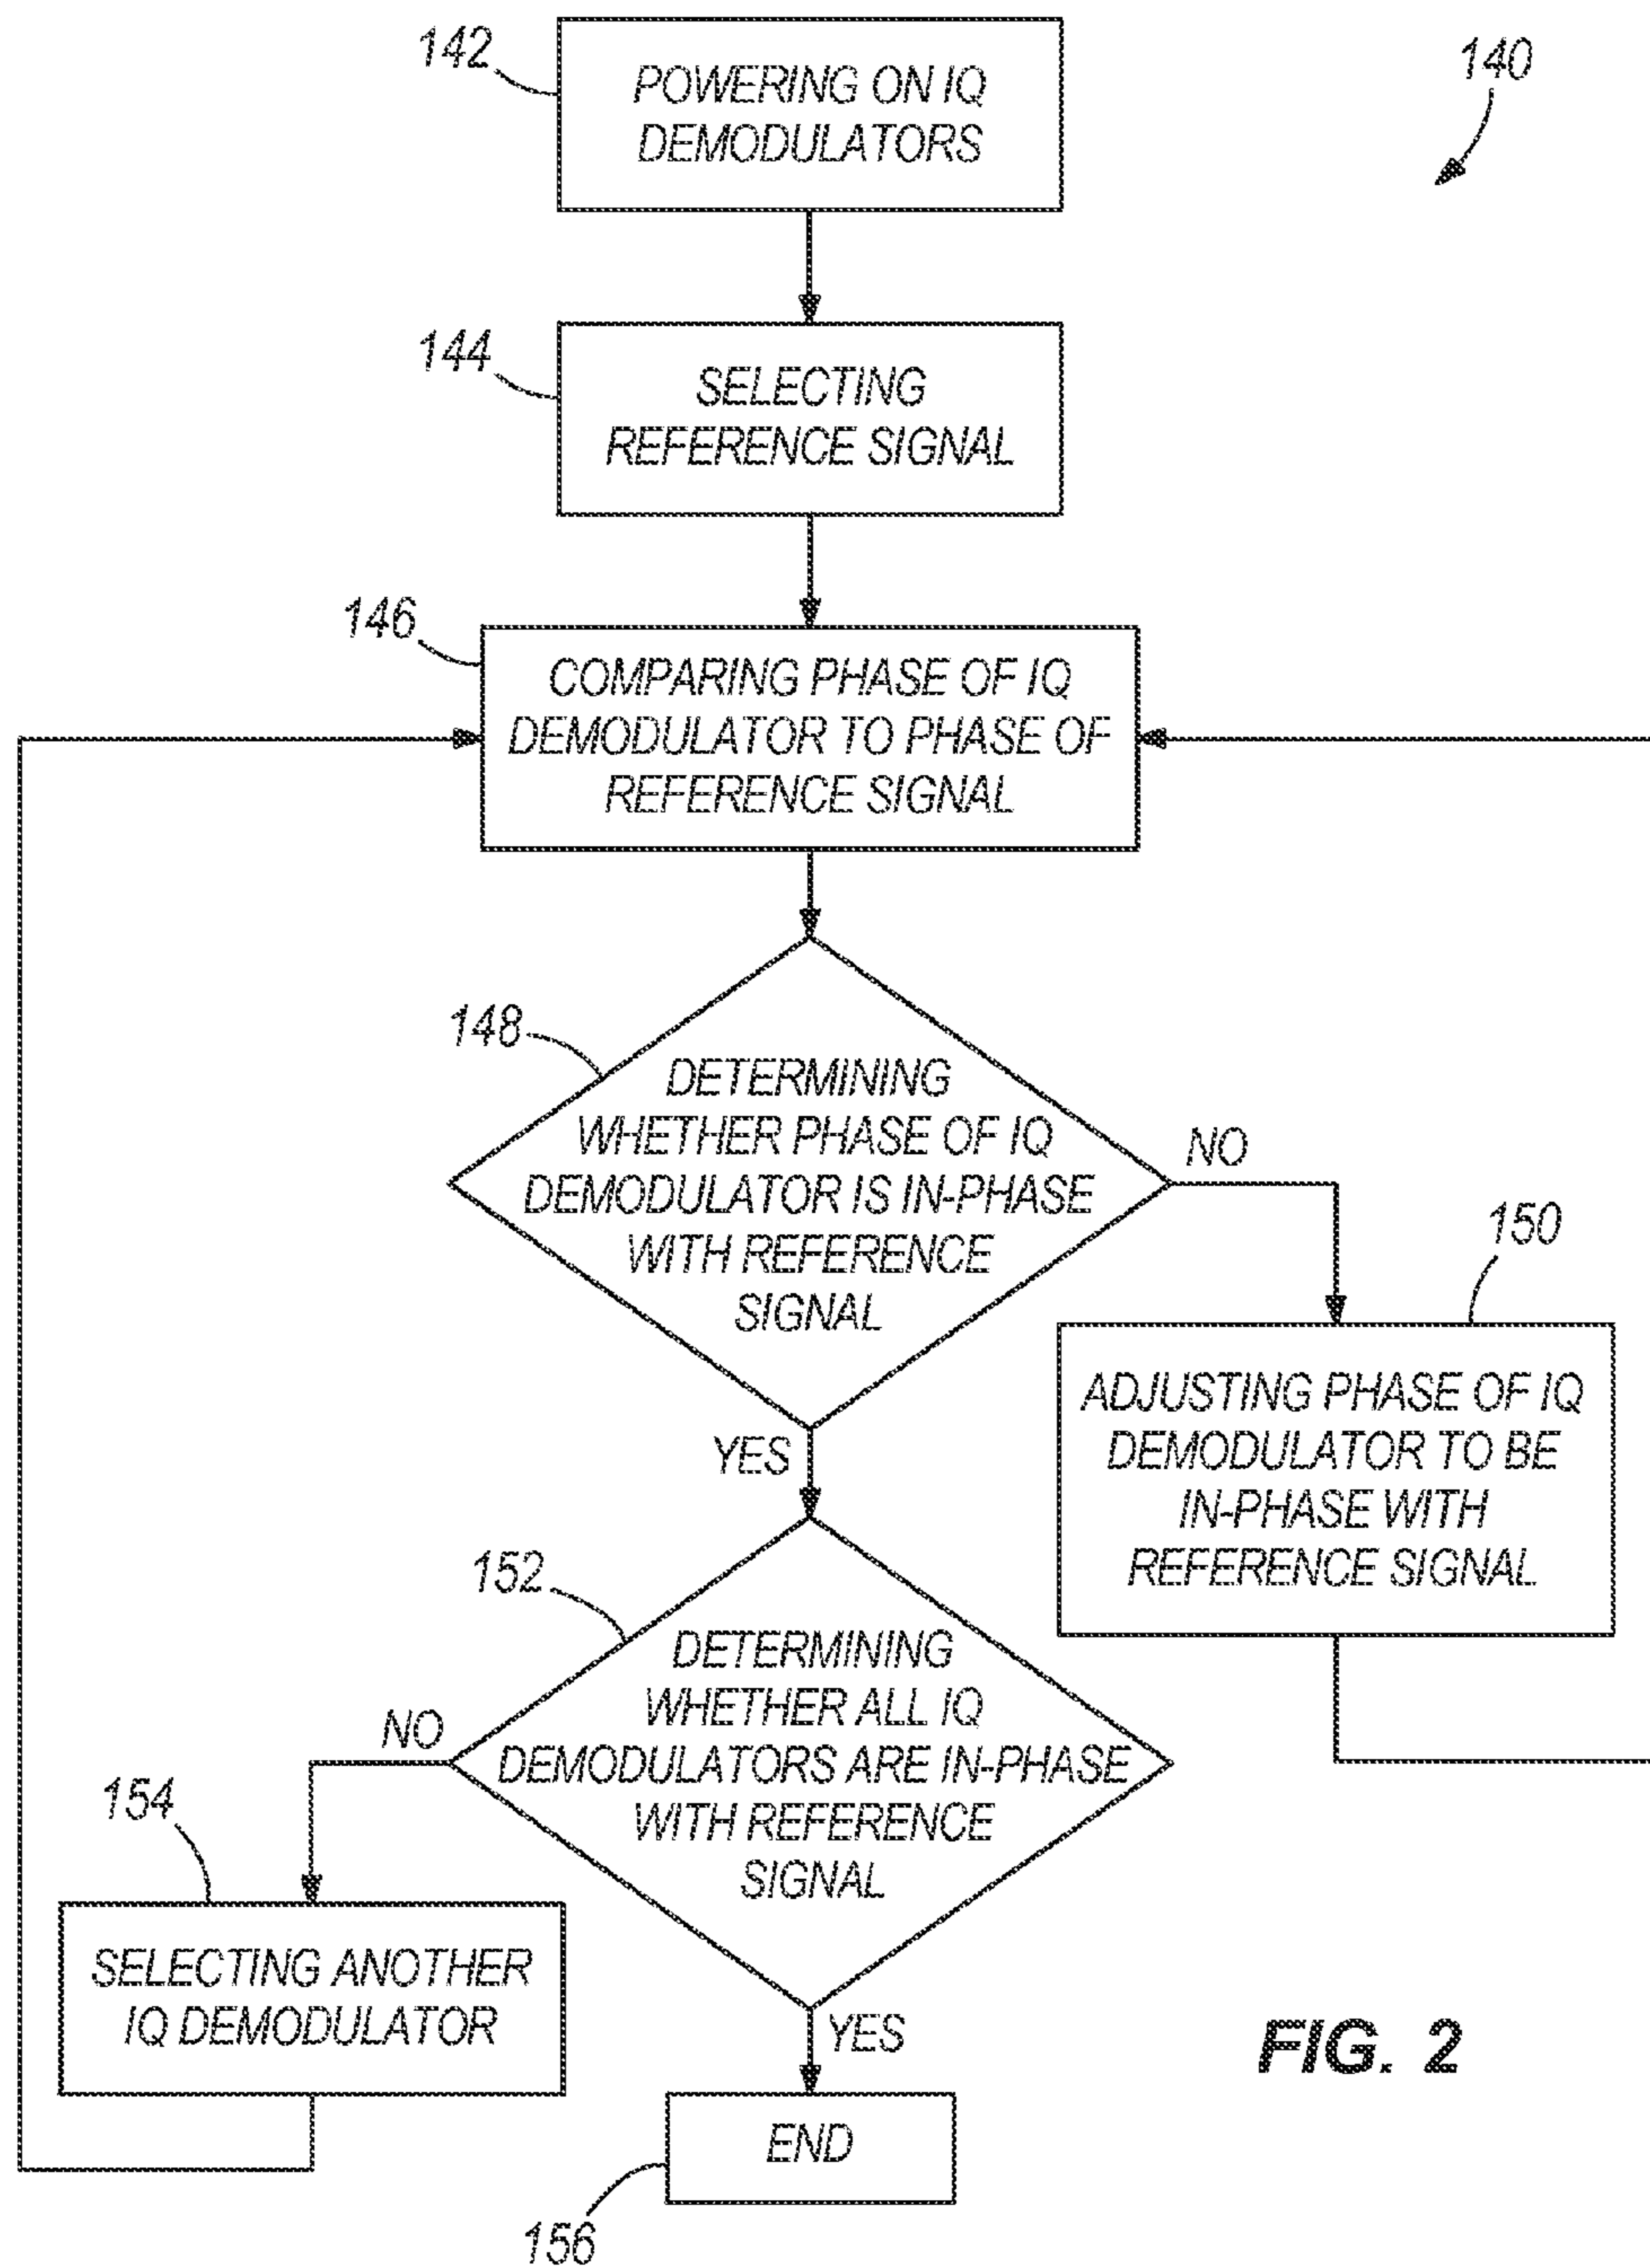 142
POWERING ON IQ
DEMODULATORS
140
144
SELECTING
REFERENCE SIGNAL
146
COMPARING PHASE OF IQ
DEMODULATOR TO PHASE OF
REFERENCE SIGNAL
148
DETERMINING
WHETHER PHASE OF IQ
DEMODULATOR IS IN-PHASE
WITH REFERENCE
SIGNAL
NO
150
ADJUSTING PHASE OF IQ
DEMODULATOR TO BE
IN-PHASE WITH
REFERENCE SIGNAL
YES
152
DETERMINING
WHETHER ALL IQ
DEMODULATORS ARE IN-PHASE
WITH REFERENCE
SIGNAL
NO
154
SELECTING ANOTHER
IQ DEMODULATOR
YES
END
156
FIG. 2